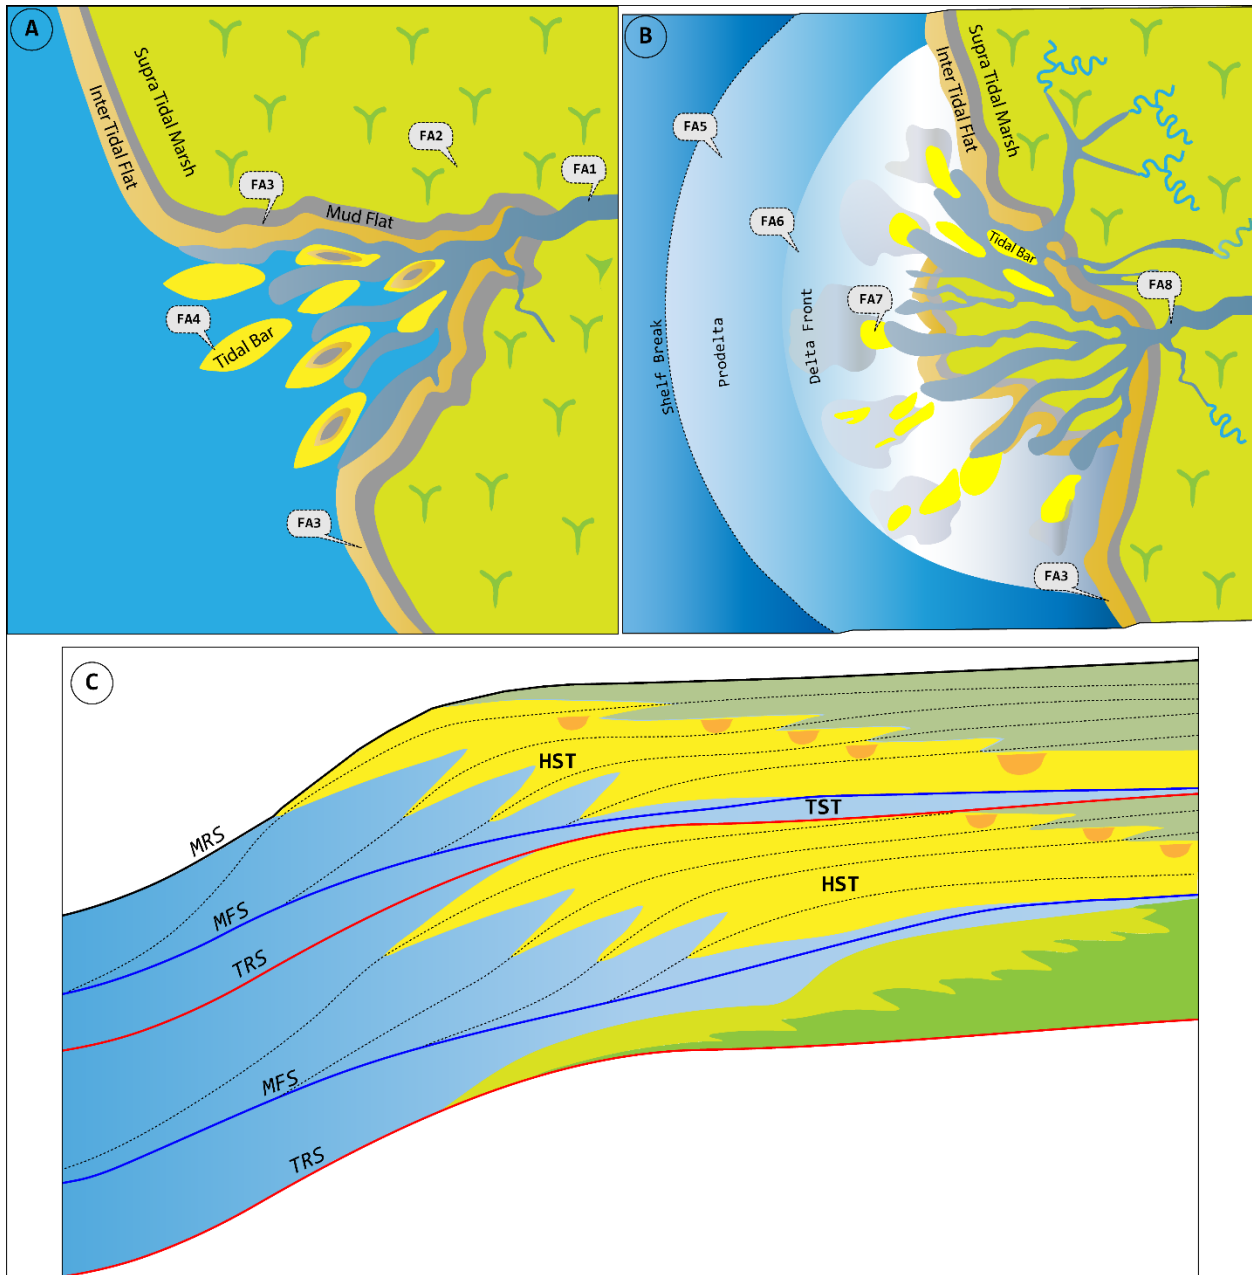 A
Supra Tidal Marsh
Inter Tidal Flat
FA2
FA1
FA3
Mud Flat
FA4
Tidal Bar
FA3
B
Inter Tidal Flat
Supra Tidal Marsh
FA5
FA6
Tidal Bar
FA8
FA7
Shelf Break
Prodelta
Delta Front
FA3
C
HST
TST
MRS
HST
MFS
TRS
MFS
TRS